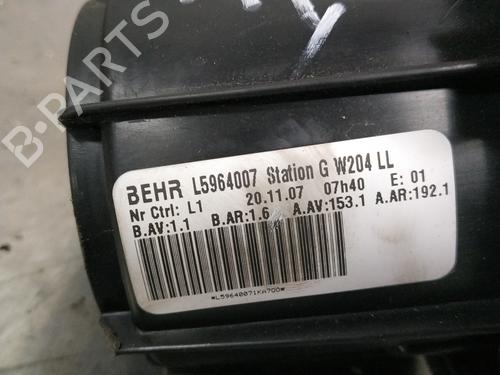 B-PARTS
BEHR L5964007 Station G W204 LL
Nr Ctrl: L1 20.11.07 07h40 E: 01
B.AV:1.1 B.AR:1.6 A.AV:153.1 A.AR:192.1
*L59640071KA7OO*